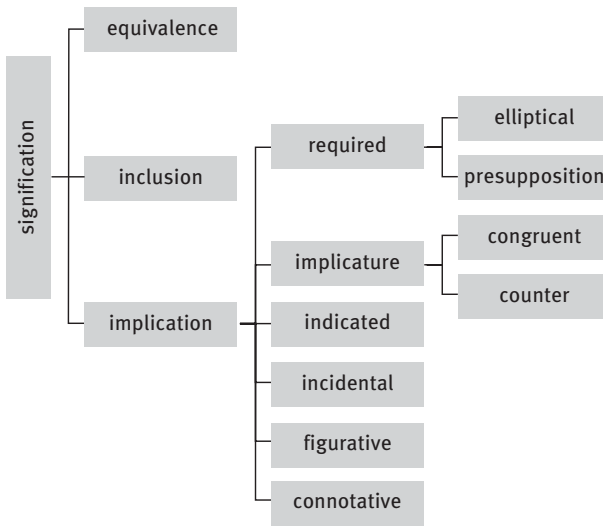 signification
equivalence
inclusion
implication
required
implicature
indicated
incidental
figurative
connotative
elliptical
presupposition
congruent
counter